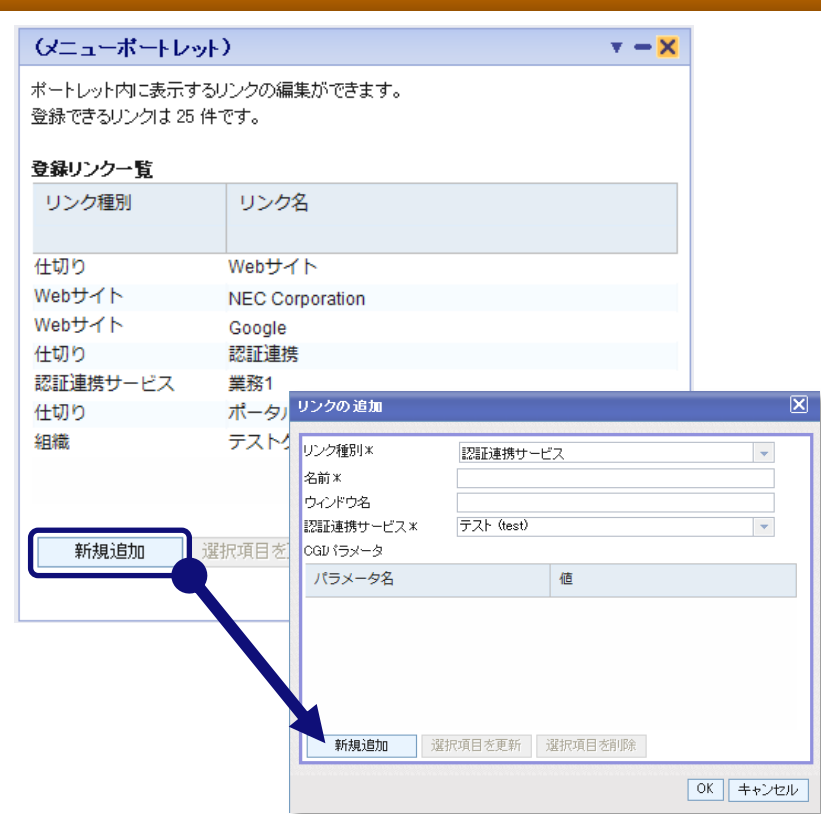 (メニューポートレット)
ポートレット内に表示するリンクの編集ができます。
登録できるリンクは 25 件です。
登録リンク一覧
リンク種別 リンク名
仕切り Webサイト
Webサイト NEC Corporation
Webサイト Google
仕切り 認証連携
認証連携サービス 業務1
仕切り ポータル
組織 テスト
新規追加 選択項目を
リンクの追加
リンク種別* 認証連携サービス
名前*
ウィンドウ名
認証連携サービス* テスト (test)
CGIパラメータ
パラメータ名 値
新規追加 選択項目を更新 選択項目を削除
OK キャンセル